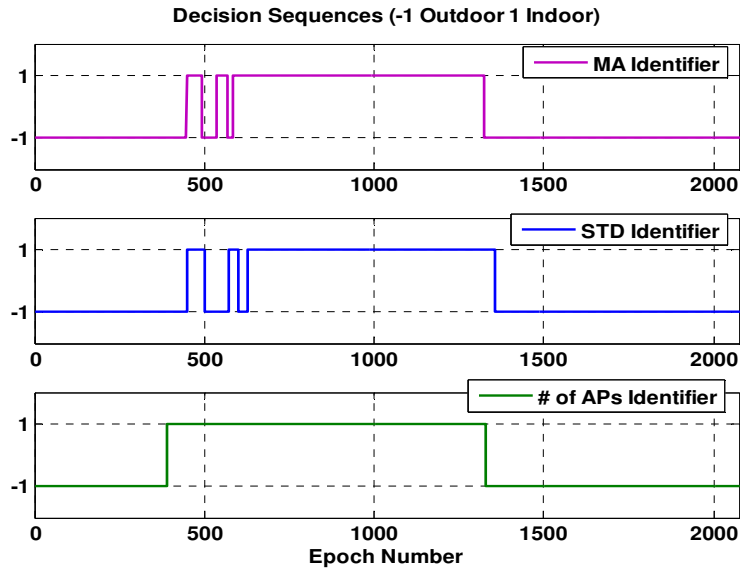 Decision Sequences (-1 Outdoor 1 Indoor)
MA Identifier
1
-1
0 500 1000 1500 2000
STD Identifier
1
-1
0 500 1000 1500 2000
# of APs Identifier
1
-1
0 500 1000 1500 2000
Epoch Number